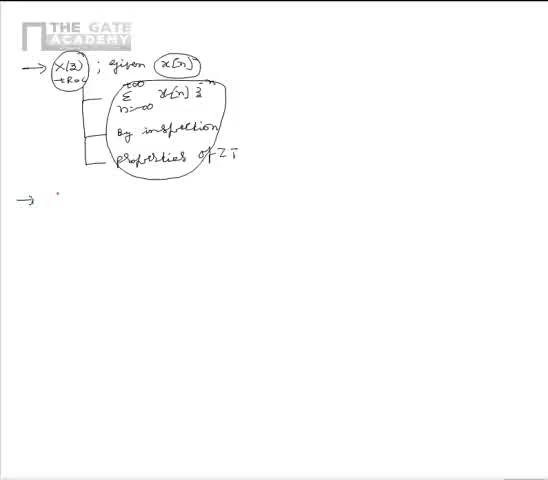 THE GATE
ACADEMY
→ X(z) ; given x[n]
+ROC
+∞
Σ x[n] z⁻ⁿ
n=-∞
By inspection
properties of ZT
→